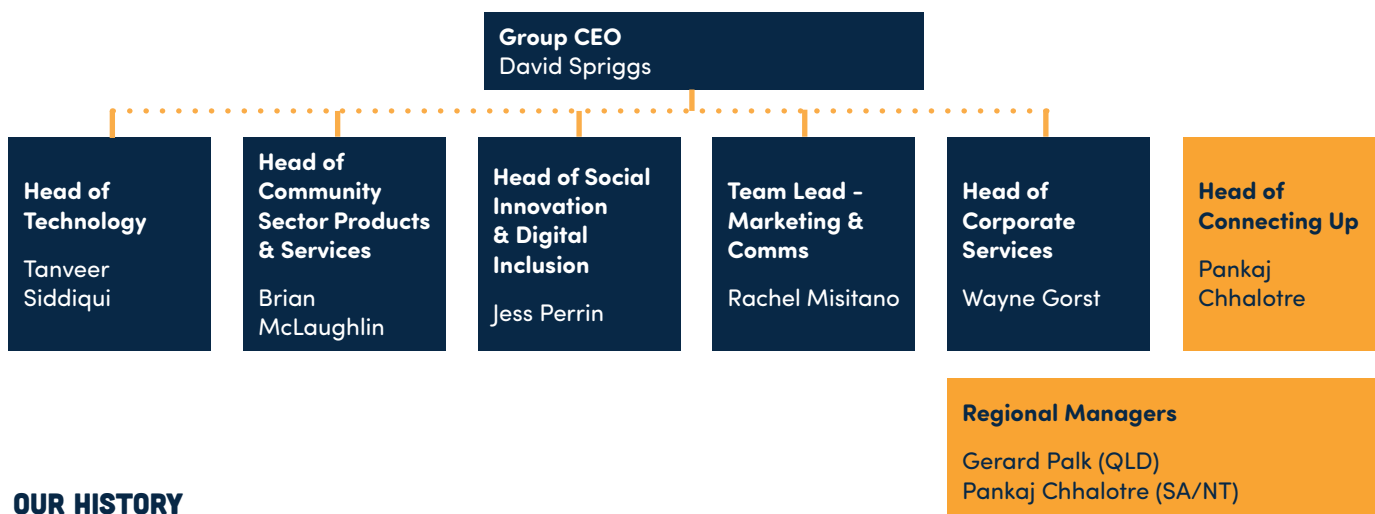 Group CEO
David Spriggs
Head of
Technology
Tanveer
Siddiqui
Head of
Community
Sector Products
& Services
Brian
McLaughlin
Head of Social
Innovation
& Digital
Inclusion
Jess Perrin
Team Lead -
Marketing &
Comms
Rachel Misitano
Head of
Corporate
Services
Wayne Gorst
Head of
Connecting Up
Pankaj
Chhalotre
Regional Managers
Gerard Palk (QLD)
Pankaj Chhalotre (SA/NT)
OUR HISTORY